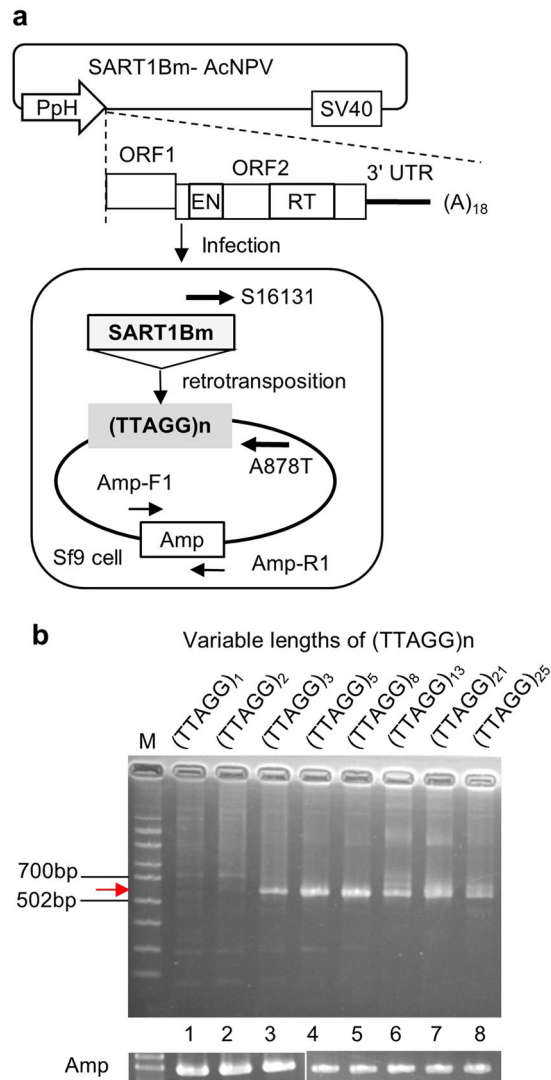 a
SART1Bm- AcNPV
PpH
SV40
ORF1
ORF2
3' UTR
EN
RT
(A)18
Infection
S16131
SART1Bm
retrotransposition
(TTAGG)n
A878T
Amp-F1
Amp
Sf9 cell
Amp-R1
b
Variable lengths of (TTAGG)n
M (TTAGG)1 (TTAGG)2 (TTAGG)3 (TTAGG)5 (TTAGG)8 (TTAGG)13 (TTAGG)21 (TTAGG)25
700bp
502bp
1 2 3 4 5 6 7 8
Amp